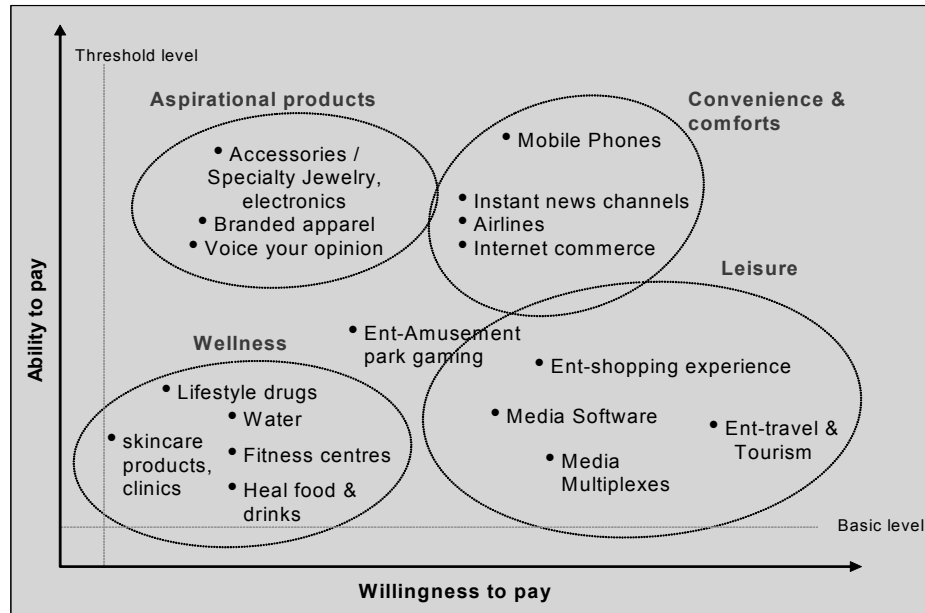 Threshold level
Aspirational products
Convenience &
comforts
• Accessories /
Specialty Jewelry,
electronics
• Branded apparel
• Voice your opinion
• Mobile Phones
• Instant news channels
• Airlines
• Internet commerce
Leisure
Ability to pay
• Ent-Amusement
park gaming
• Ent-shopping experience
• Media Software
• Ent-travel &
Tourism
• Media
Multiplexes
Wellness
• Lifestyle drugs
• Water
• skincare
products,
clinics
• Fitness centres
• Heal food &
drinks
Basic level
Willingness to pay